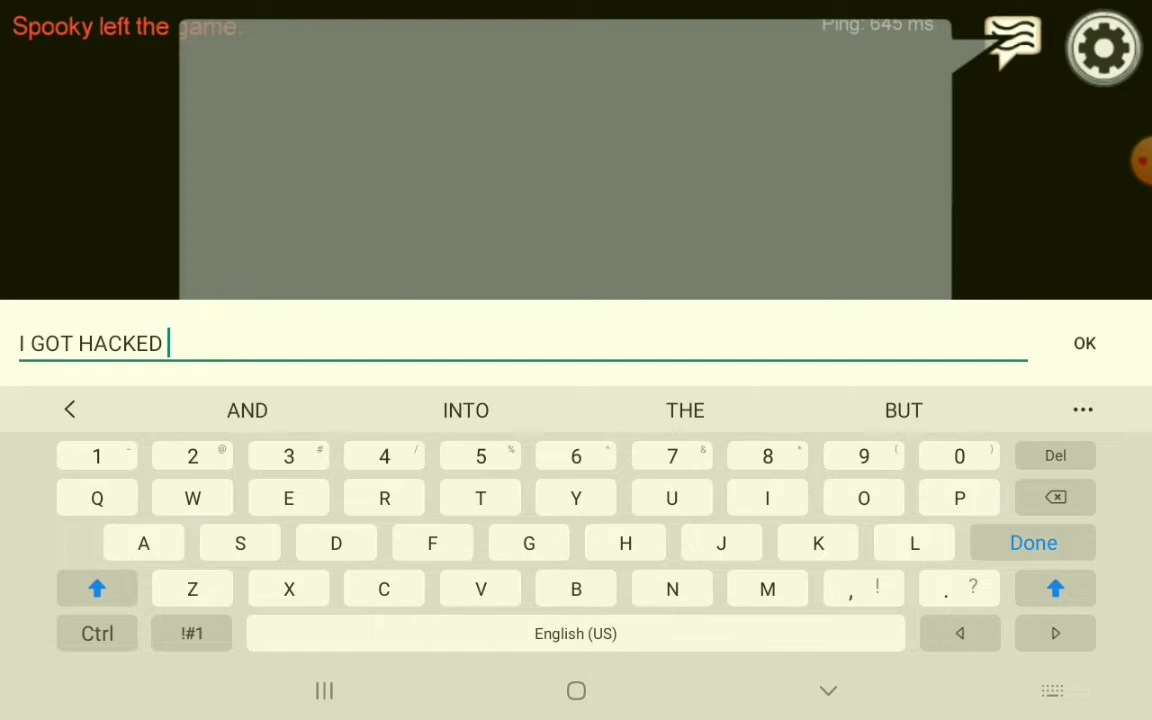 Spooky left the game.
Ping: 645 ms
I GOT HACKED
OK
AND INTO THE BUT
1 - 2 @ 3 # 4 / 5 % 6 ^ 7 & 8 * 9 ( 0 ) Del
Q W E R T Y U I O P
A S D F G H J K L Done
Z X C V B N M , ! . ?
Ctrl !#1 English (US)